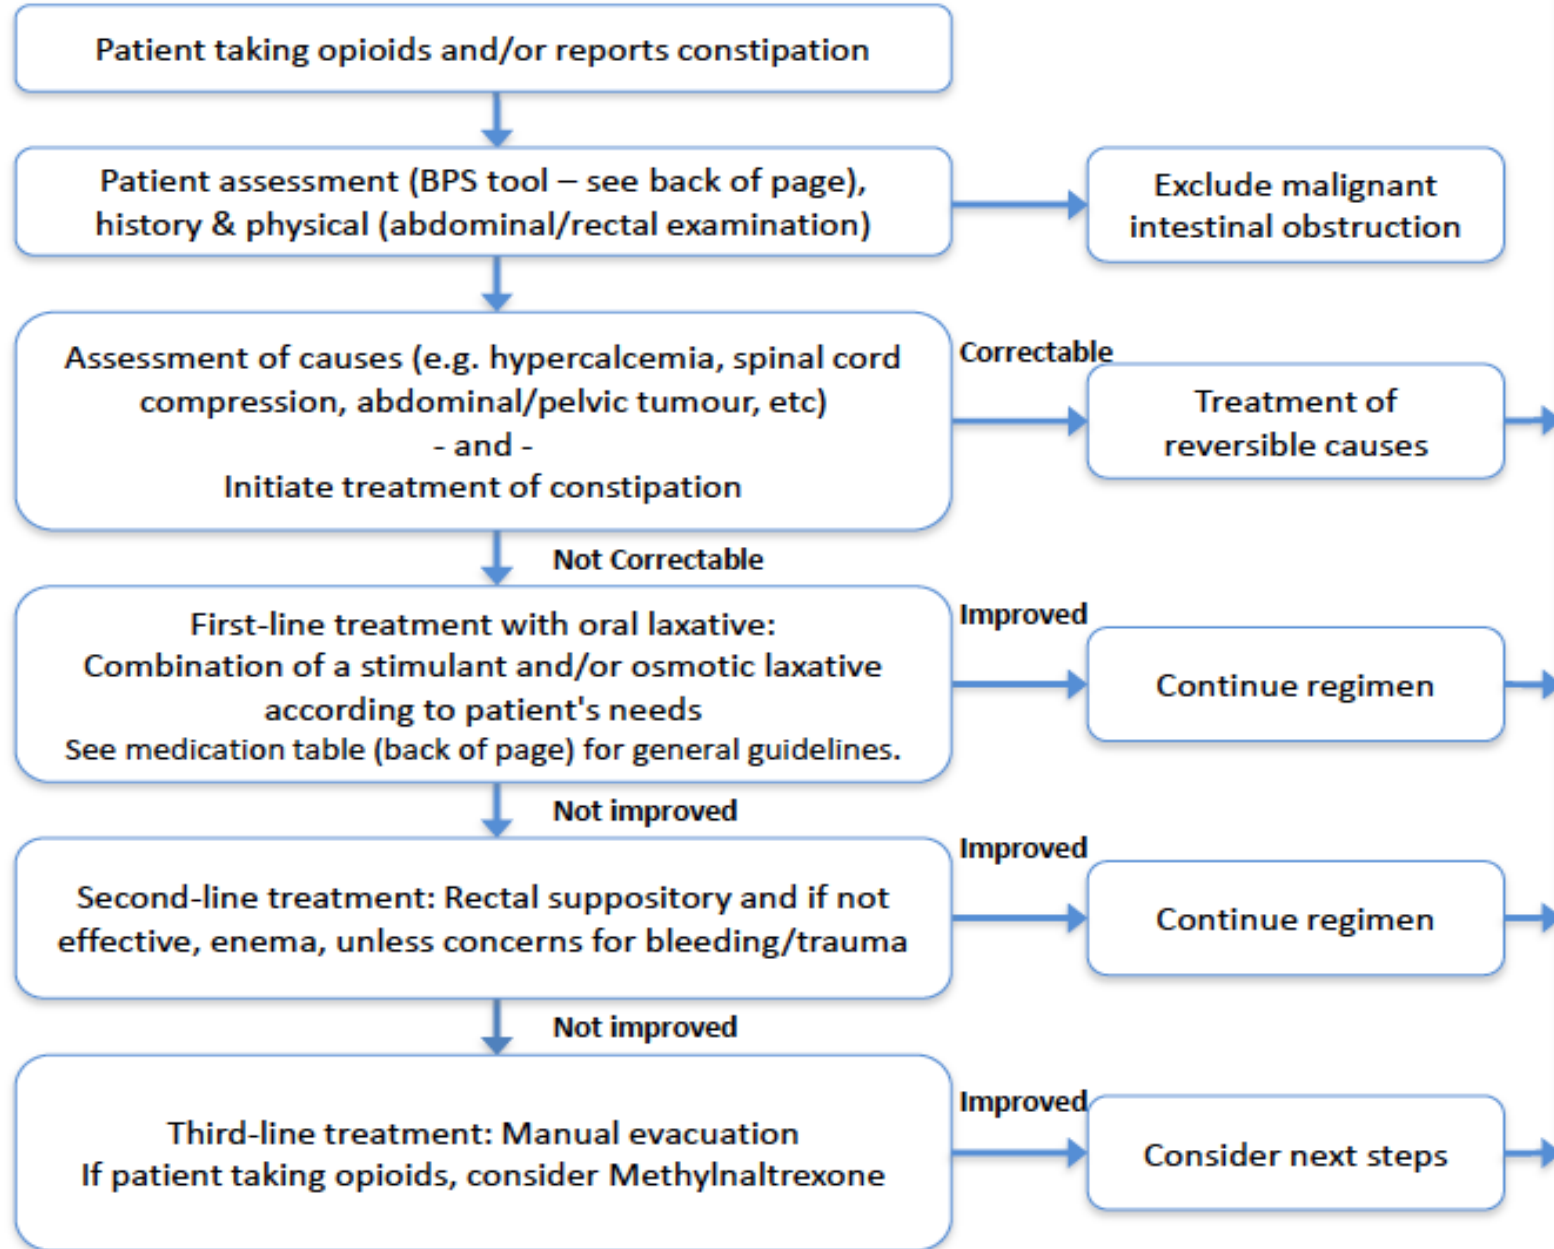 Patient taking opioids and/or reports constipation
Patient assessment (BPS tool – see back of page),
history & physical (abdominal/rectal examination)
Exclude malignant
intestinal obstruction
Assessment of causes (e.g. hypercalcemia, spinal cord
compression, abdominal/pelvic tumour, etc)
- and -
Initiate treatment of constipation
Correctable
Treatment of
reversible causes
Not Correctable
First-line treatment with oral laxative:
Combination of a stimulant and/or osmotic laxative
according to patient's needs
See medication table (back of page) for general guidelines.
Improved
Continue regimen
Not improved
Second-line treatment: Rectal suppository and if not
effective, enema, unless concerns for bleeding/trauma
Improved
Continue regimen
Not improved
Third-line treatment: Manual evacuation
If patient taking opioids, consider Methylnaltrexone
Improved
Consider next steps